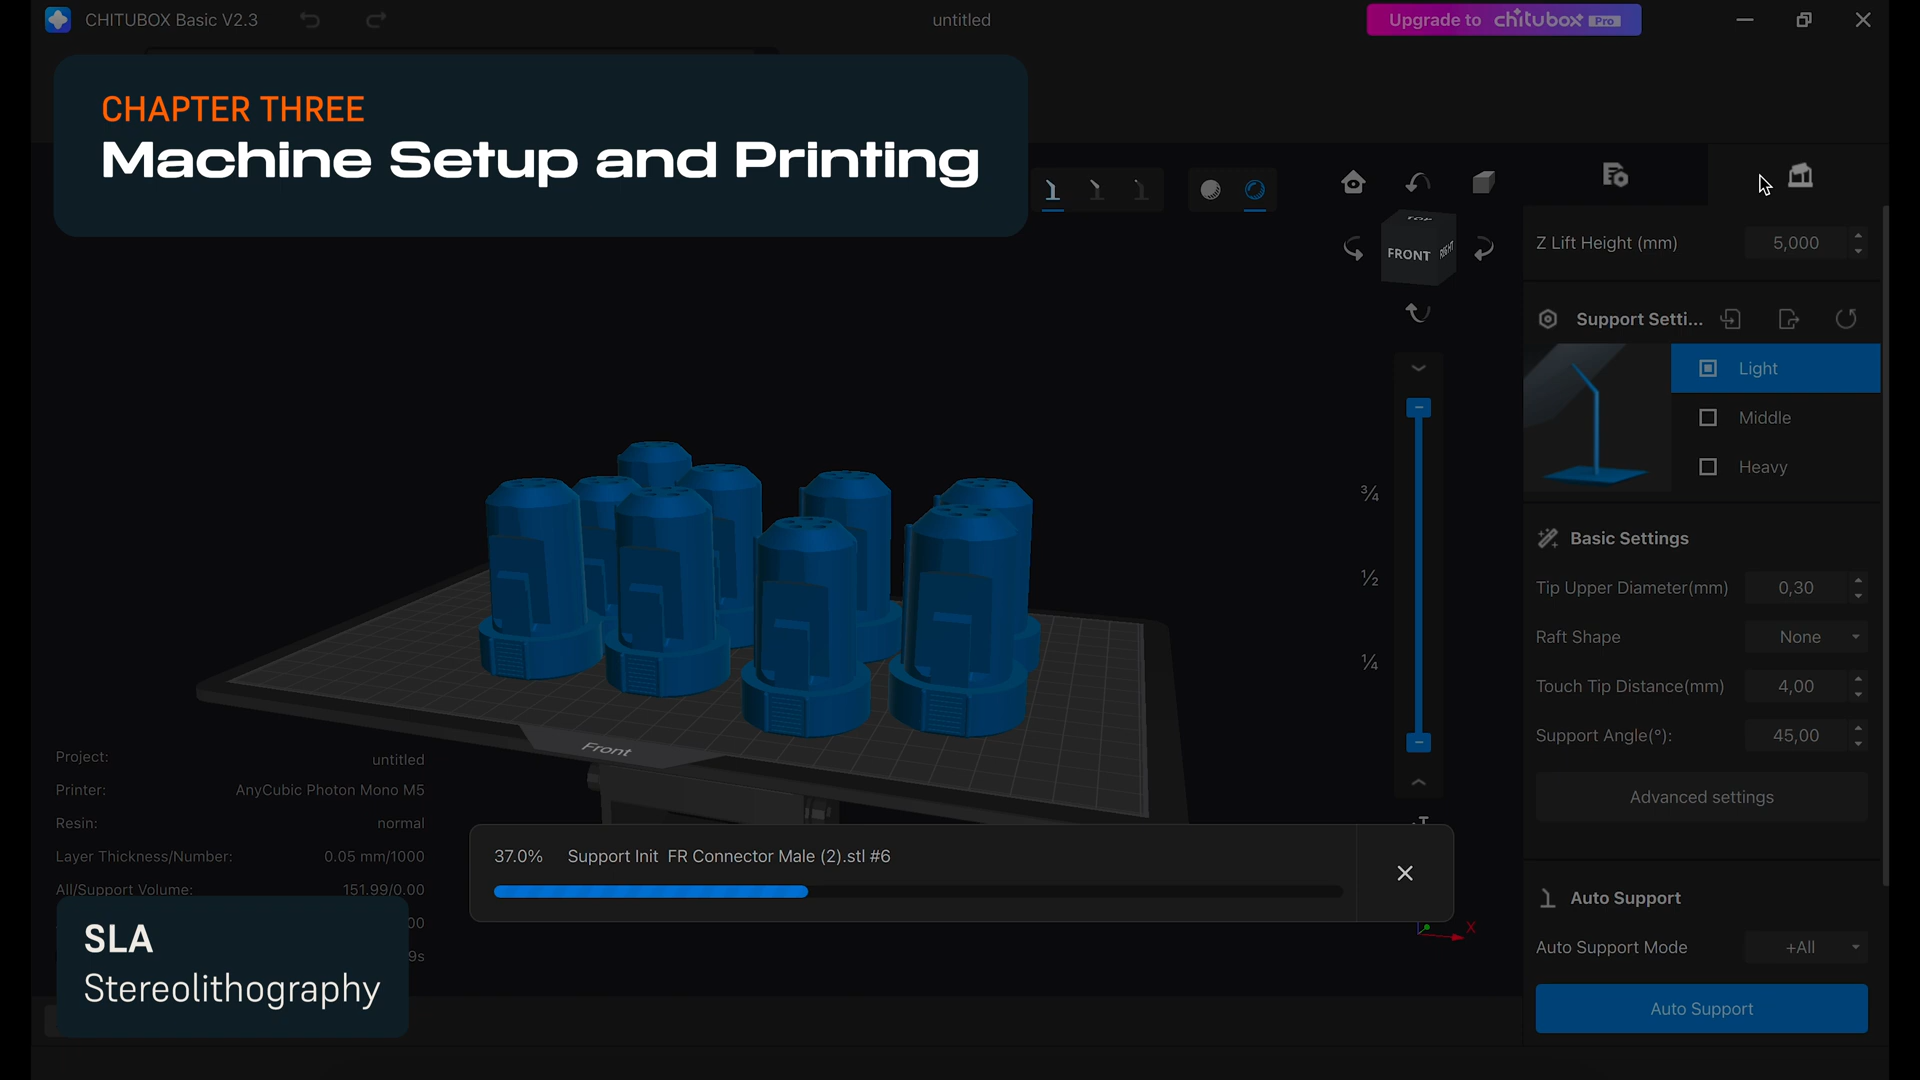 CHITUBOX Basic V2.3
untitled
Upgrade to chitubox Pro
CHAPTER THREE
Machine Setup and Printing
TOP
FRONT
RIGHT
Z Lift Height (mm)
5,000
Support Setti...
Light
Middle
Heavy
3/4
1/2
1/4
Basic Settings
Tip Upper Diameter(mm)
0,30
Raft Shape
None
Touch Tip Distance(mm)
4,00
Support Angle(°):
45,00
Advanced settings
Front
Project:
untitled
Printer:
AnyCubic Photon Mono M5
Resin:
normal
Layer Thickness/Number:
0.05 mm/1000
All/Support Volume:
151.99/0.00
00
9s
37.0%
Support Init FR Connector Male (2).stl #6
X
Auto Support
Auto Support Mode
+All
Auto Support
SLA
Stereolithography